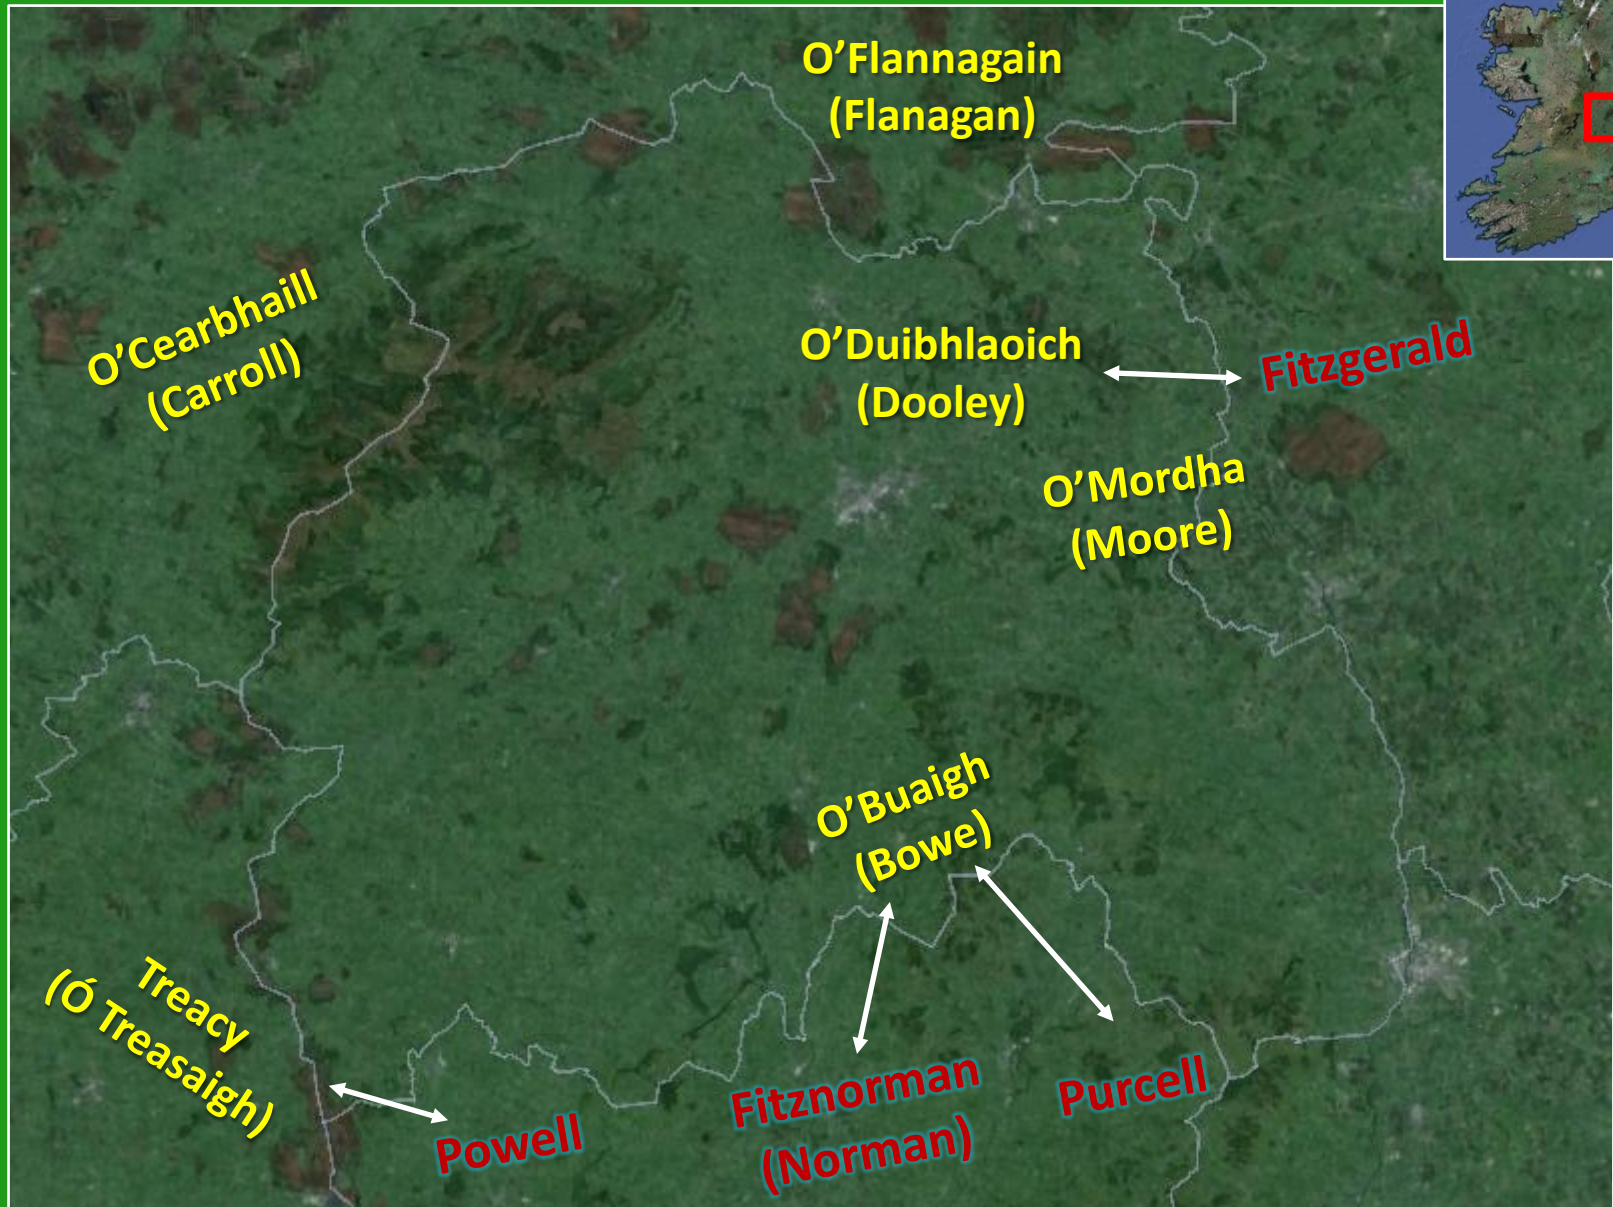 O’Flannagain
(Flanagan)
O’Cearbhaill
(Carroll)
O’Duibhlaoich
(Dooley)
Fitzgerald
O’Mordha
(Moore)
O’Buaigh
(Bowe)
Treacy
(Ó Treasaigh)
Powell
Fitznorman
(Norman)
Purcell